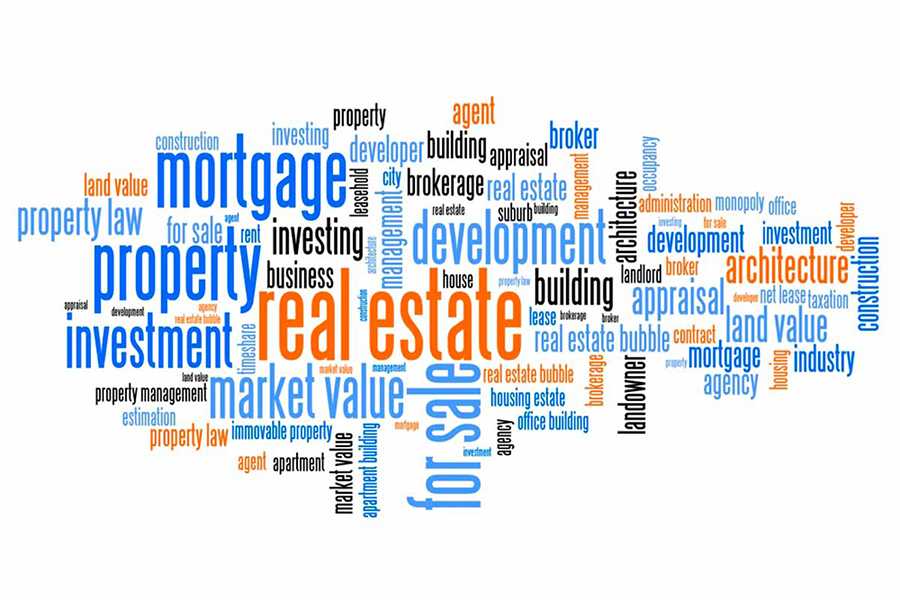 property
agent
construction
investing
developer
building
appraisal
broker
mortgage
leasehold
city
brokerage
real estate
management
architecture
occupancy
land value
property law
for sale
agent
rent
investing
management
real estate
suburb
building
administration
monopoly
office
developer
development
investing
for sale
development
investment
construction
property
business
architecture
house
property law
building
landlord
broker
architecture
real estate
construction
appraisal
development
agency
real estate bubble
lease
brokerage
broker
appraisal
developer
net lease
taxation
investment
timeshare
real estate bubble
contract
land value
land value
market value
management
market value
real estate bubble
brokerage
landowner
property
mortgage
housing
industry
agency
property management
estimation
for sale
housing estate
office building
property law
immovable property
mortgage
agency
agent
apartment
market value
apartment building
investment